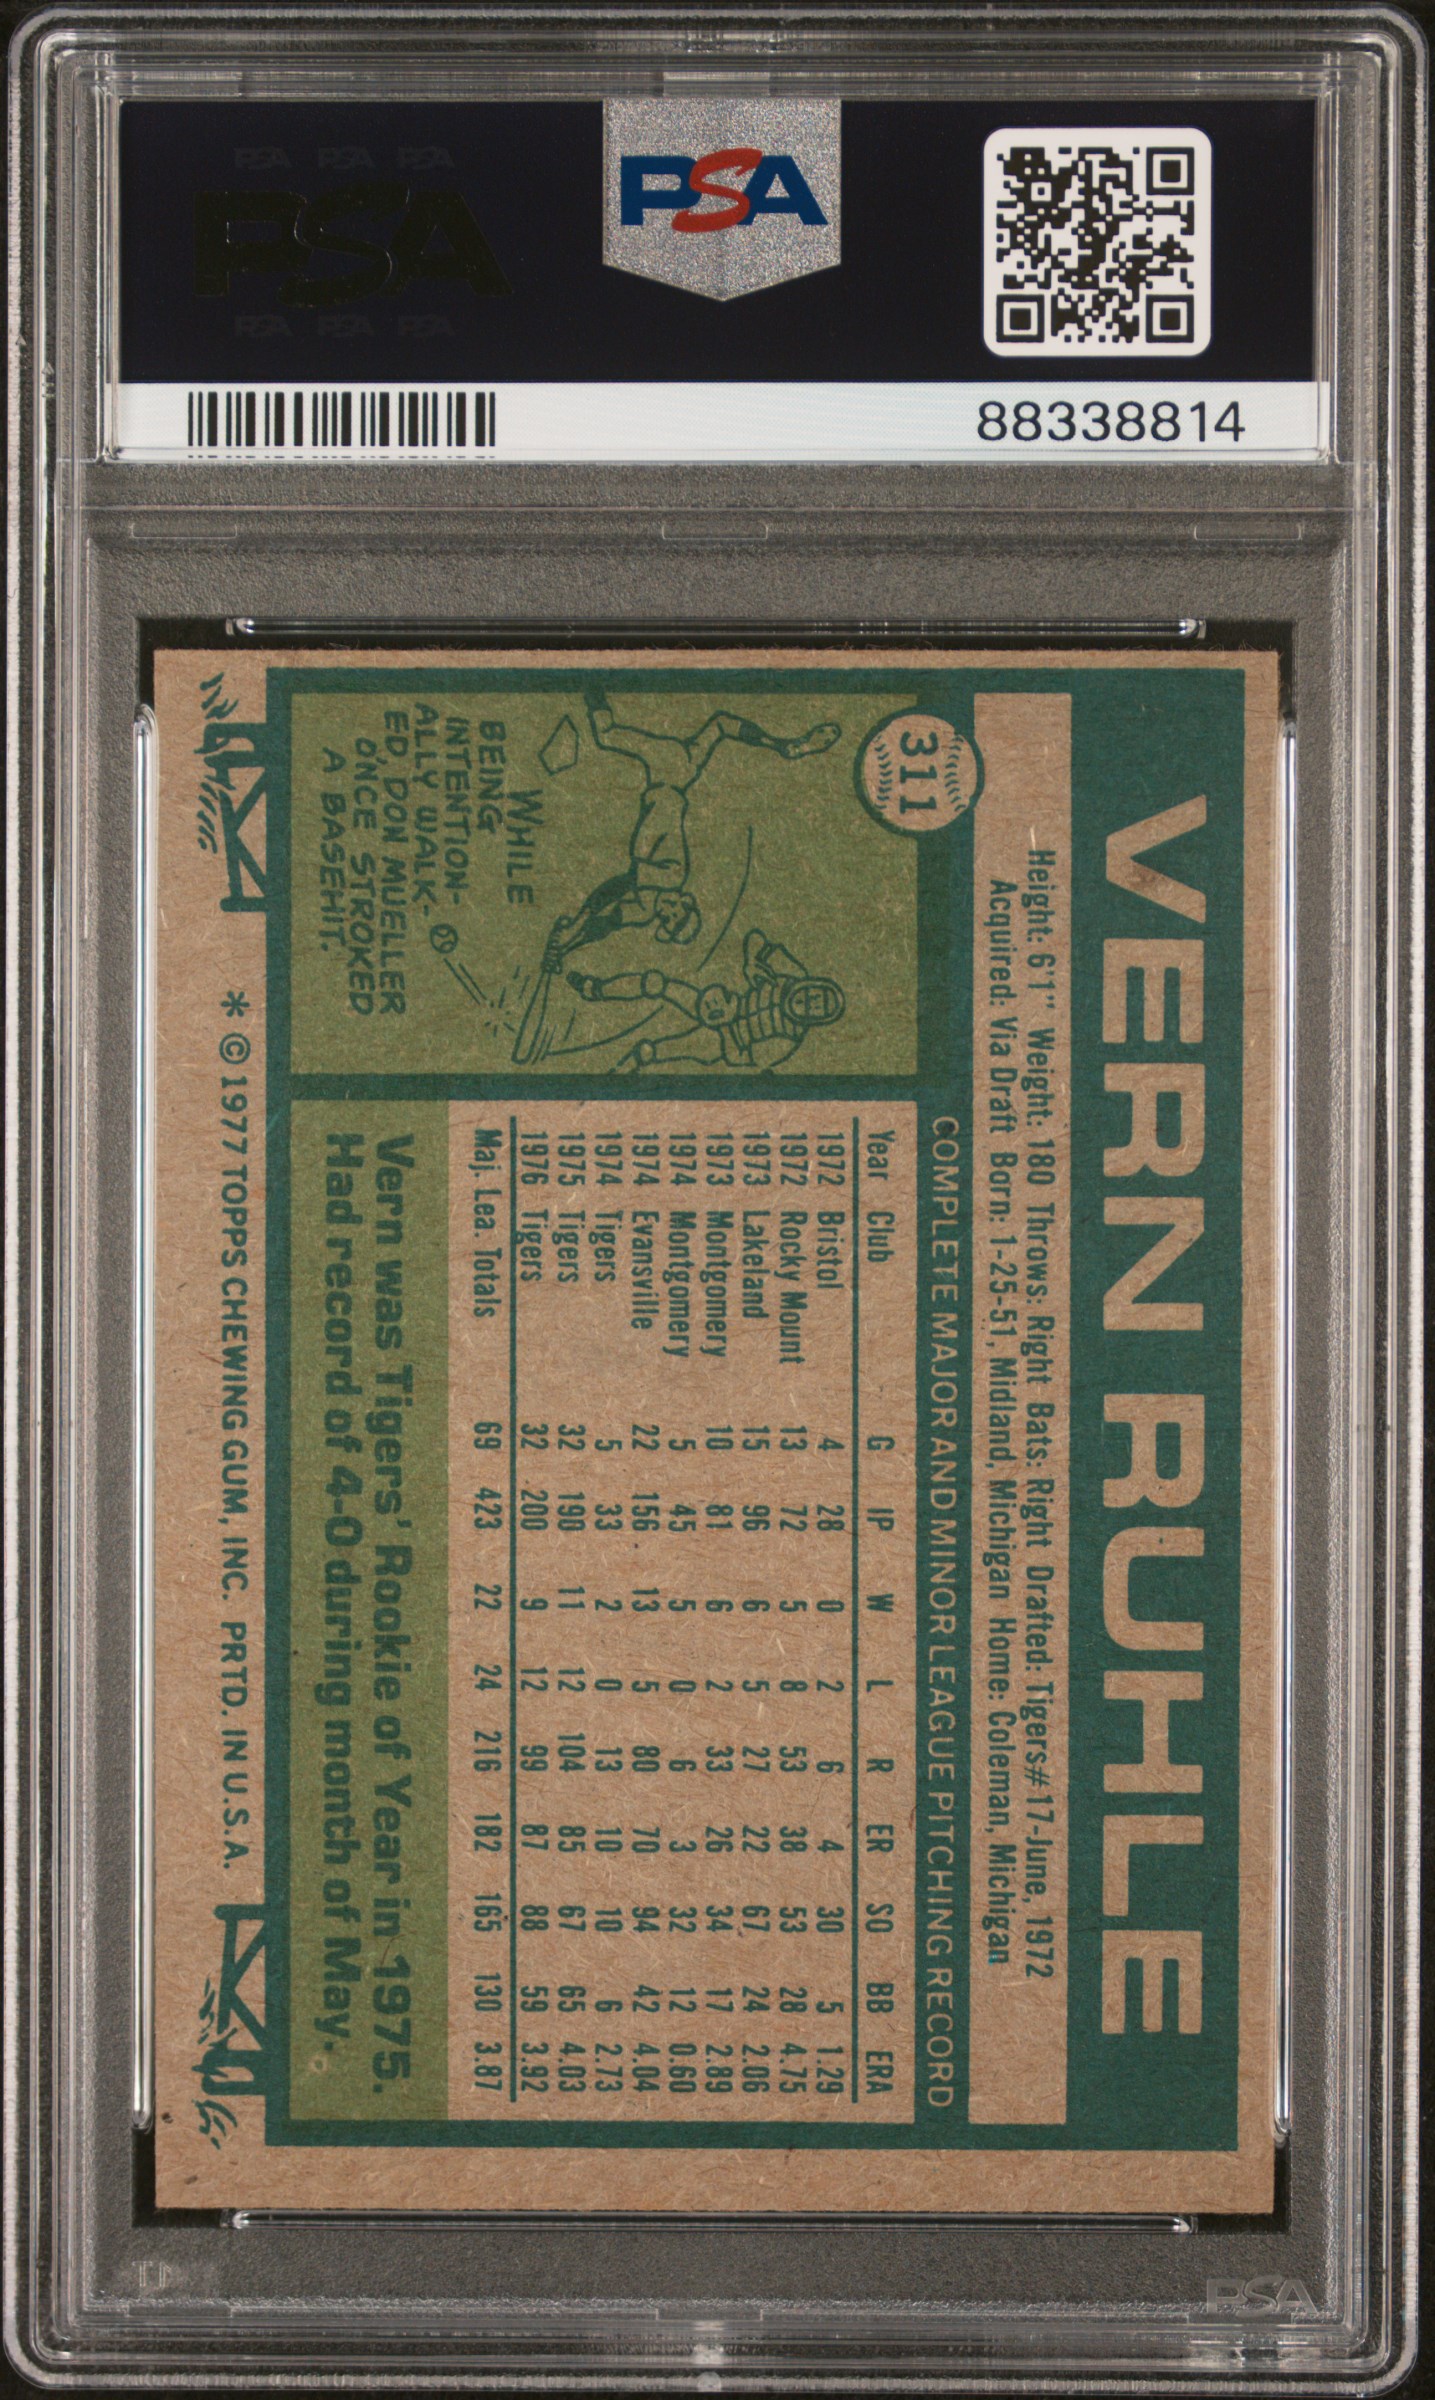 PSA PSA PSA
PSA
PSA PSA PSA
PSA
88338814
VERN RUHLE
Height: 6'1" Weight: 180 Throws: Right Bats: Right Drafted: Tigers#17-June, 1972
Acquired: Via Draft Born: 1-25-51, Midland, Michigan Home: Coleman, Michigan
311
WHILE
BEING
INTENTION-
ALLY WALK-
ED, DON MUELLER
ONCE STROKED
A BASEHIT.
COMPLETE MAJOR AND MINOR LEAGUE PITCHING RECORD
Year Club G IP W L R ER SO BB ERA
1972 Bristol 4 28 0 2 6 4 30 5 1.29
1972 Rocky Mount 13 72 5 8 53 38 53 28 4.75
1973 Lakeland 15 96 6 5 27 22 67 24 2.06
1973 Montgomery 10 81 6 2 33 26 34 17 2.89
1974 Montgomery 5 45 5 0 6 3 32 12 0.60
1974 Evansville 22 156 13 5 80 70 94 42 4.04
1974 Tigers 5 33 2 0 13 10 10 6 2.73
1975 Tigers 32 190 11 12 104 85 67 65 4.03
1976 Tigers 32 200 9 12 99 87 88 59 3.92
Maj. Lea. Totals 69 423 22 24 216 182 165 130 3.87
Vern was Tigers' Rookie of Year in 1975.
Had record of 4-0 during month of May.
* © 1977 TOPPS CHEWING GUM, INC. PRTD. IN U.S.A.
PSA